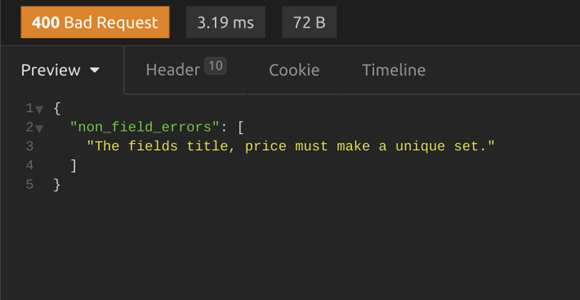 400 Bad Request 3.19 ms 72 B
Preview Header 10 Cookie Timeline
1 {
2 "non_field_errors": [
3 "The fields title, price must make a unique set."
4 ]
5 }